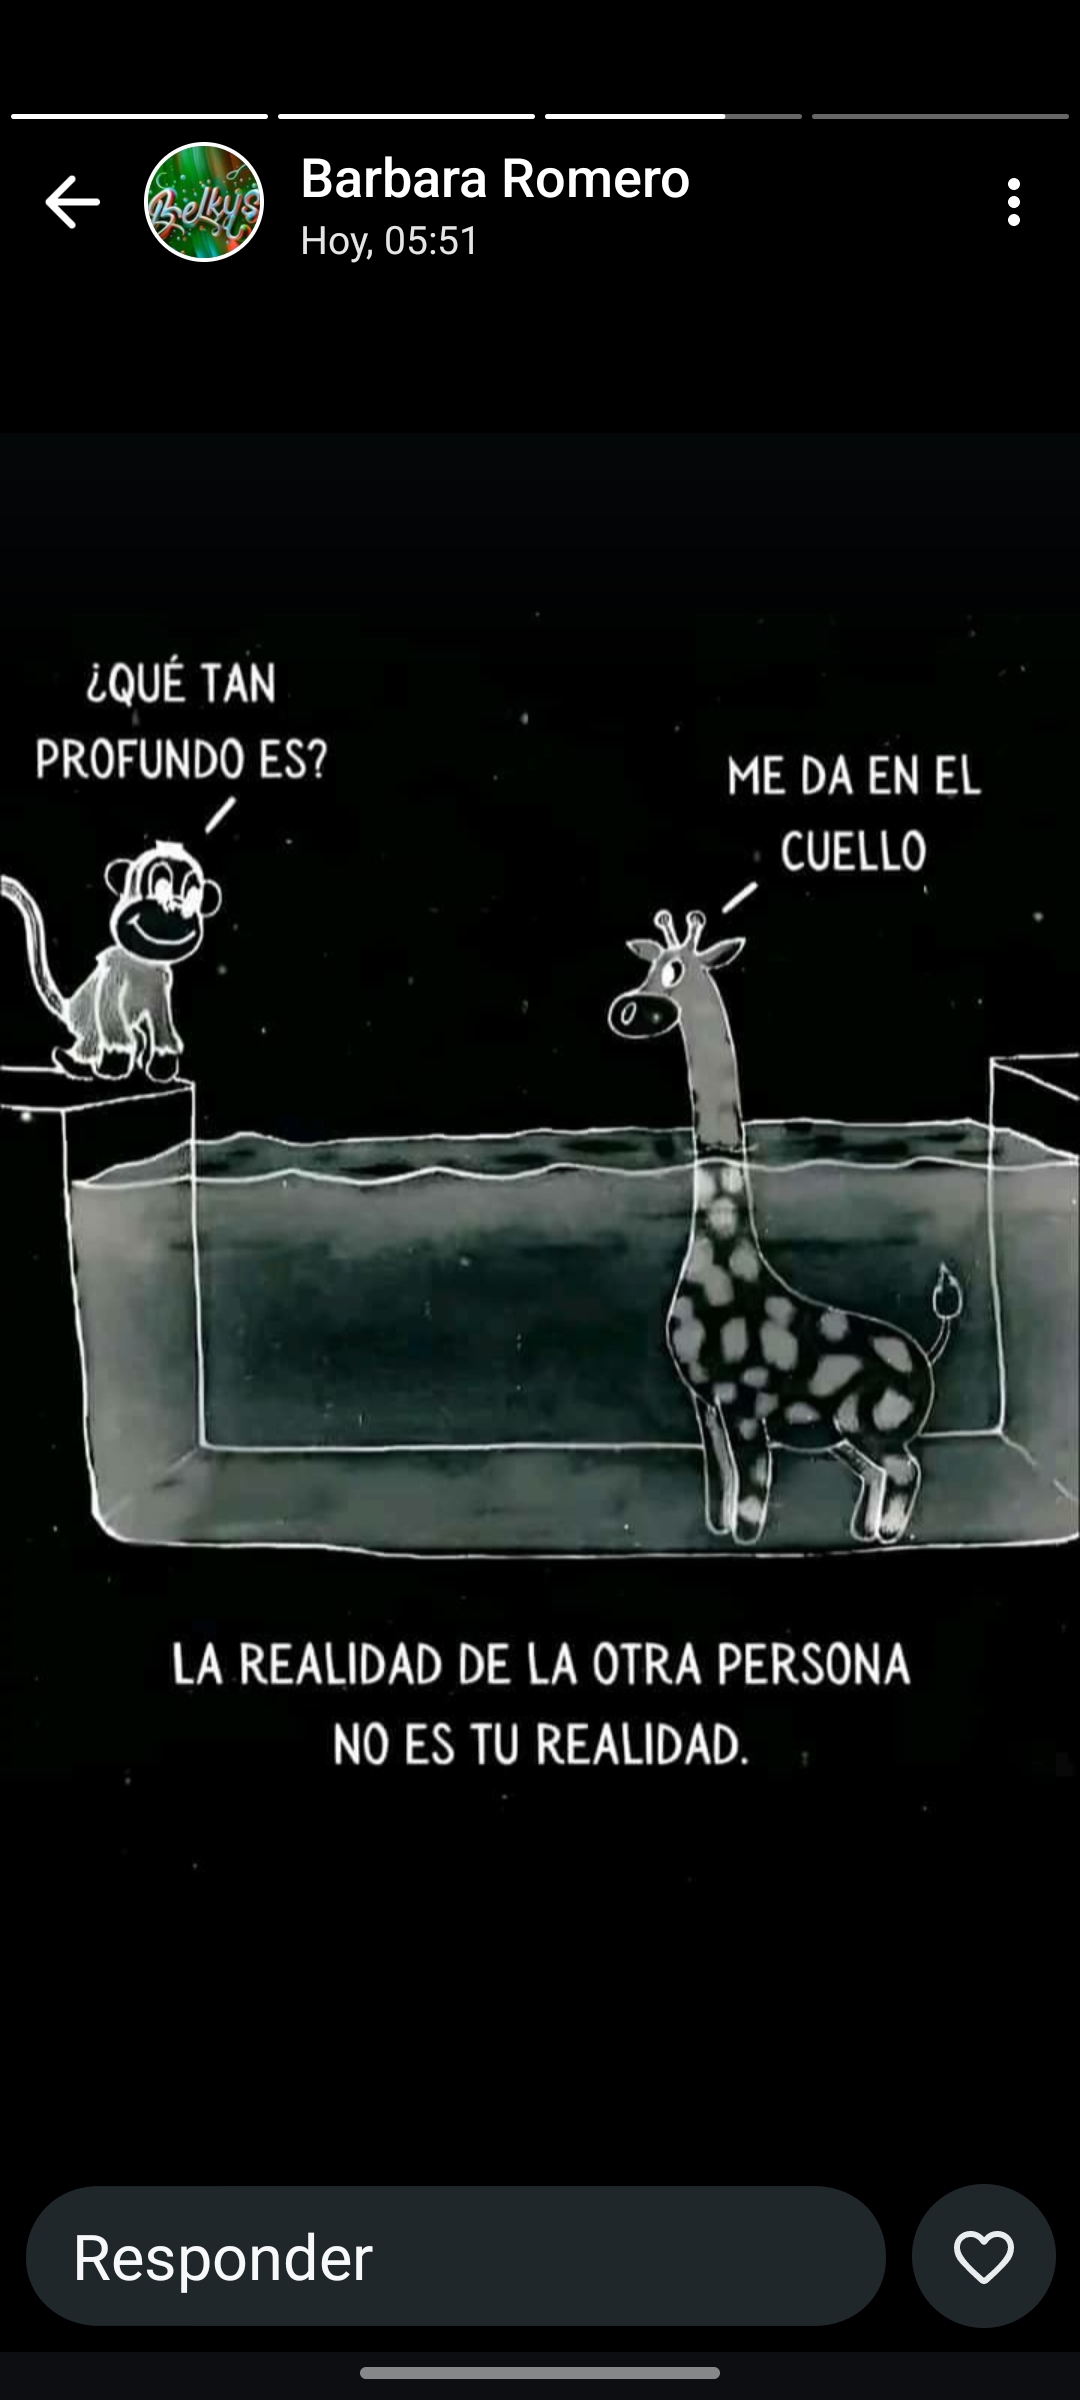 Belkys
Barbara Romero
Hoy, 05:51
¿QUÉ TAN
PROFUNDO ES?
ME DA EN EL
CUELLO
LA REALIDAD DE LA OTRA PERSONA
NO ES TU REALIDAD.
Responder